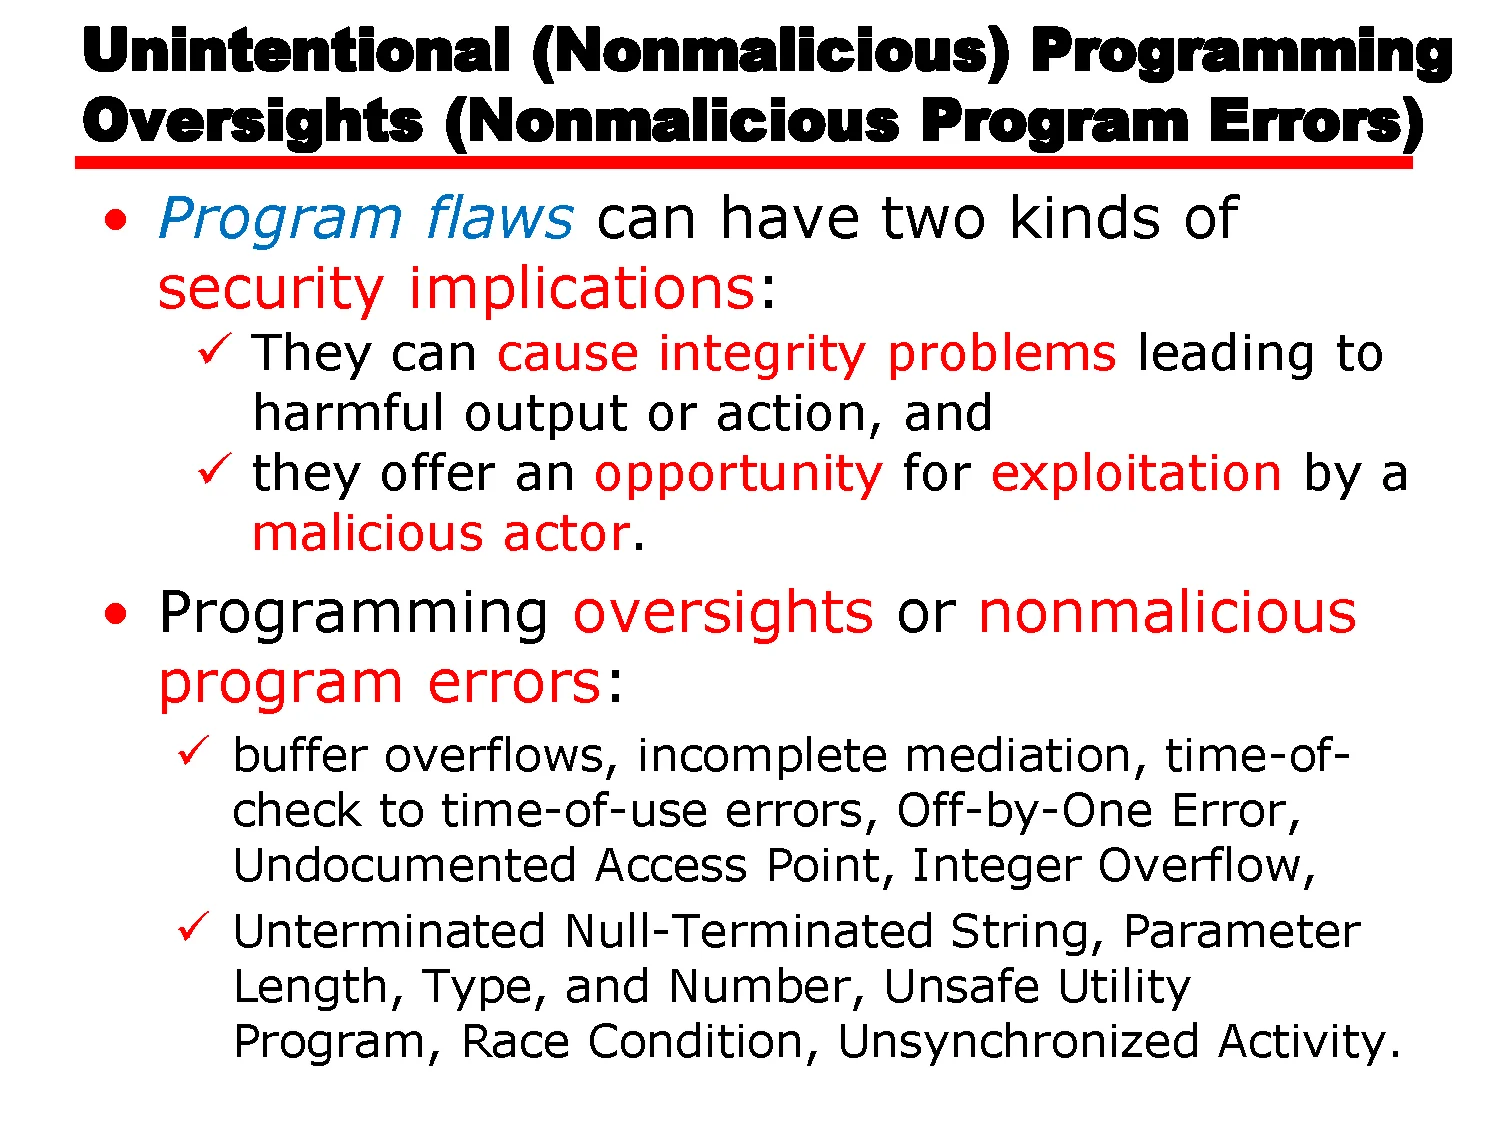 Unintentional (Nonmalicious) Programming
Oversights (Nonmalicious Program Errors)
• Program flaws can have two kinds of
security implications:
✓ They can cause integrity problems leading to
harmful output or action, and
✓ they offer an opportunity for exploitation by a
malicious actor.
• Programming oversights or nonmalicious
program errors:
✓ buffer overflows, incomplete mediation, time-of-
check to time-of-use errors, Off-by-One Error,
Undocumented Access Point, Integer Overflow,
✓ Unterminated Null-Terminated String, Parameter
Length, Type, and Number, Unsafe Utility
Program, Race Condition, Unsynchronized Activity.